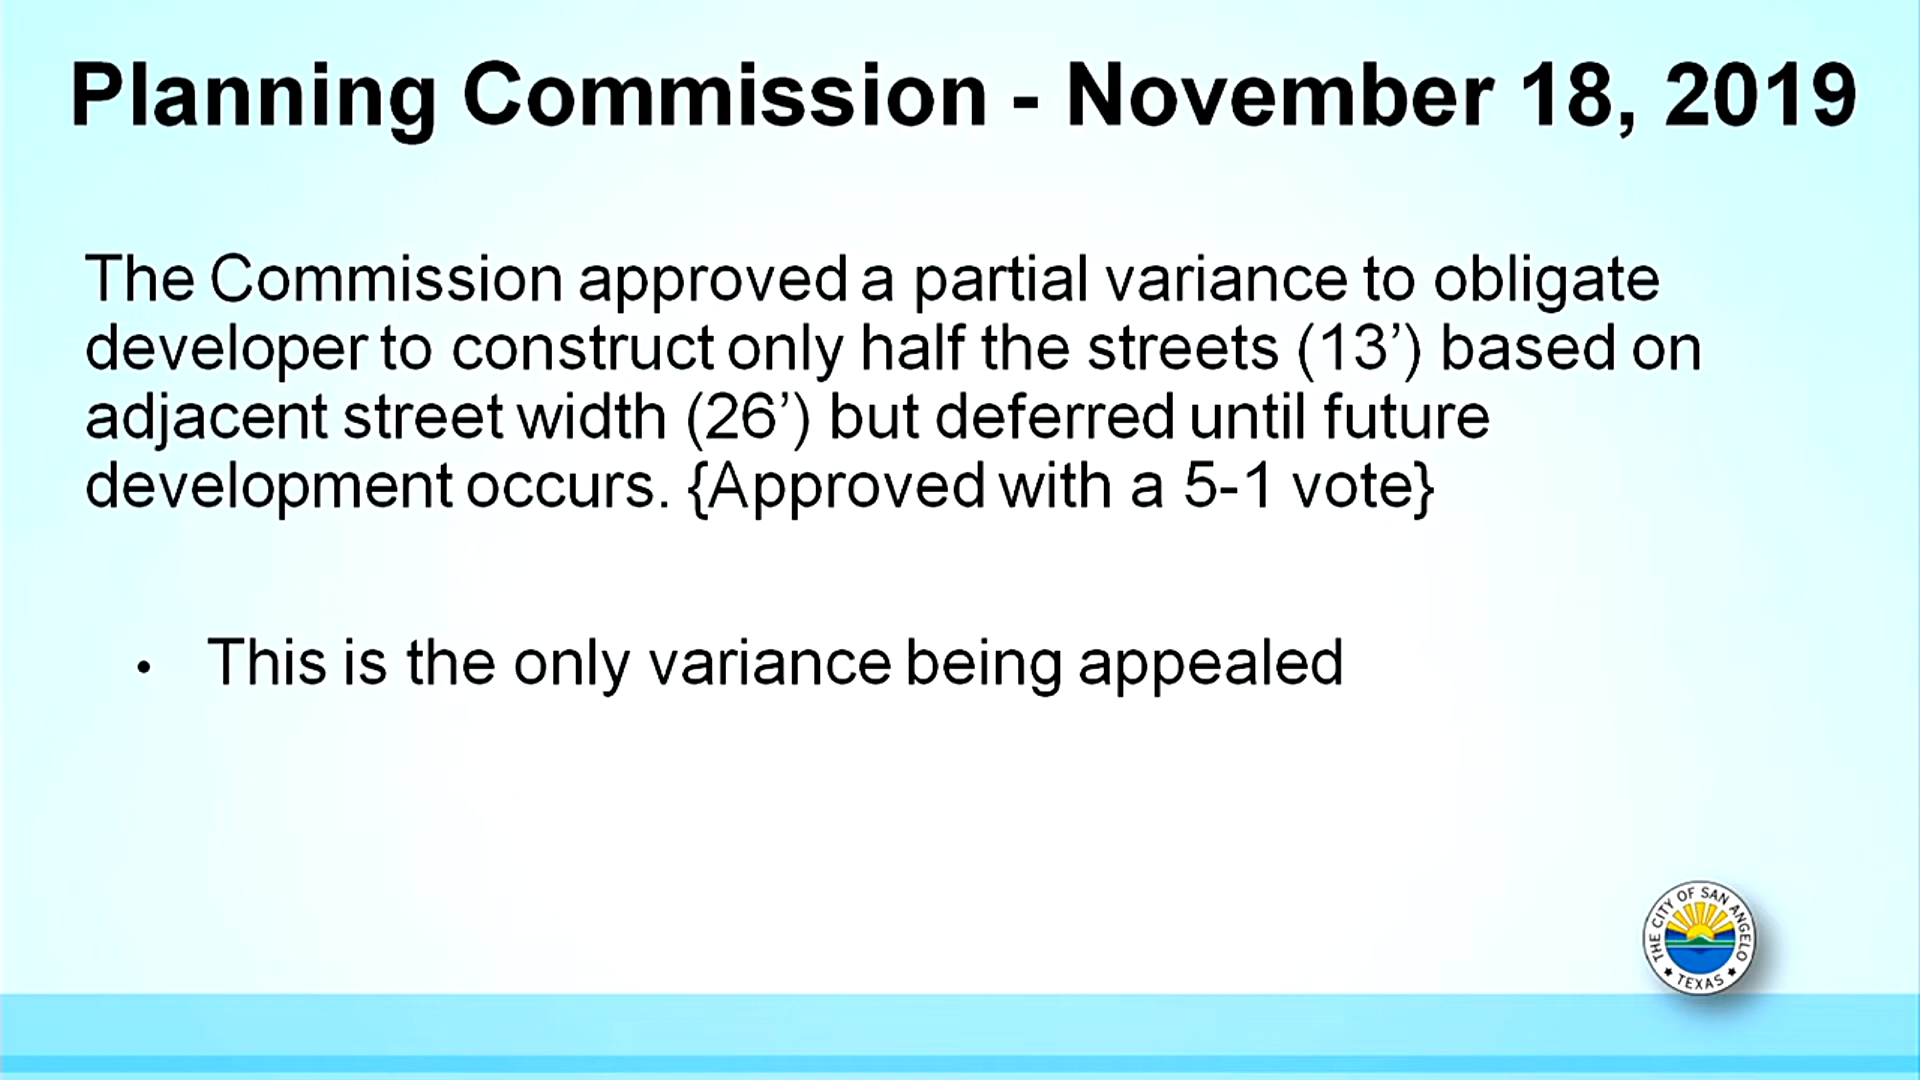 Planning Commission - November 18, 2019
The Commission approved a partial variance to obligate
developer to construct only half the streets (13’) based on
adjacent street width (26’) but deferred until future
development occurs. {Approved with a 5-1 vote}
• This is the only variance being appealed
THE CITY OF SAN ANGELO
TEXAS